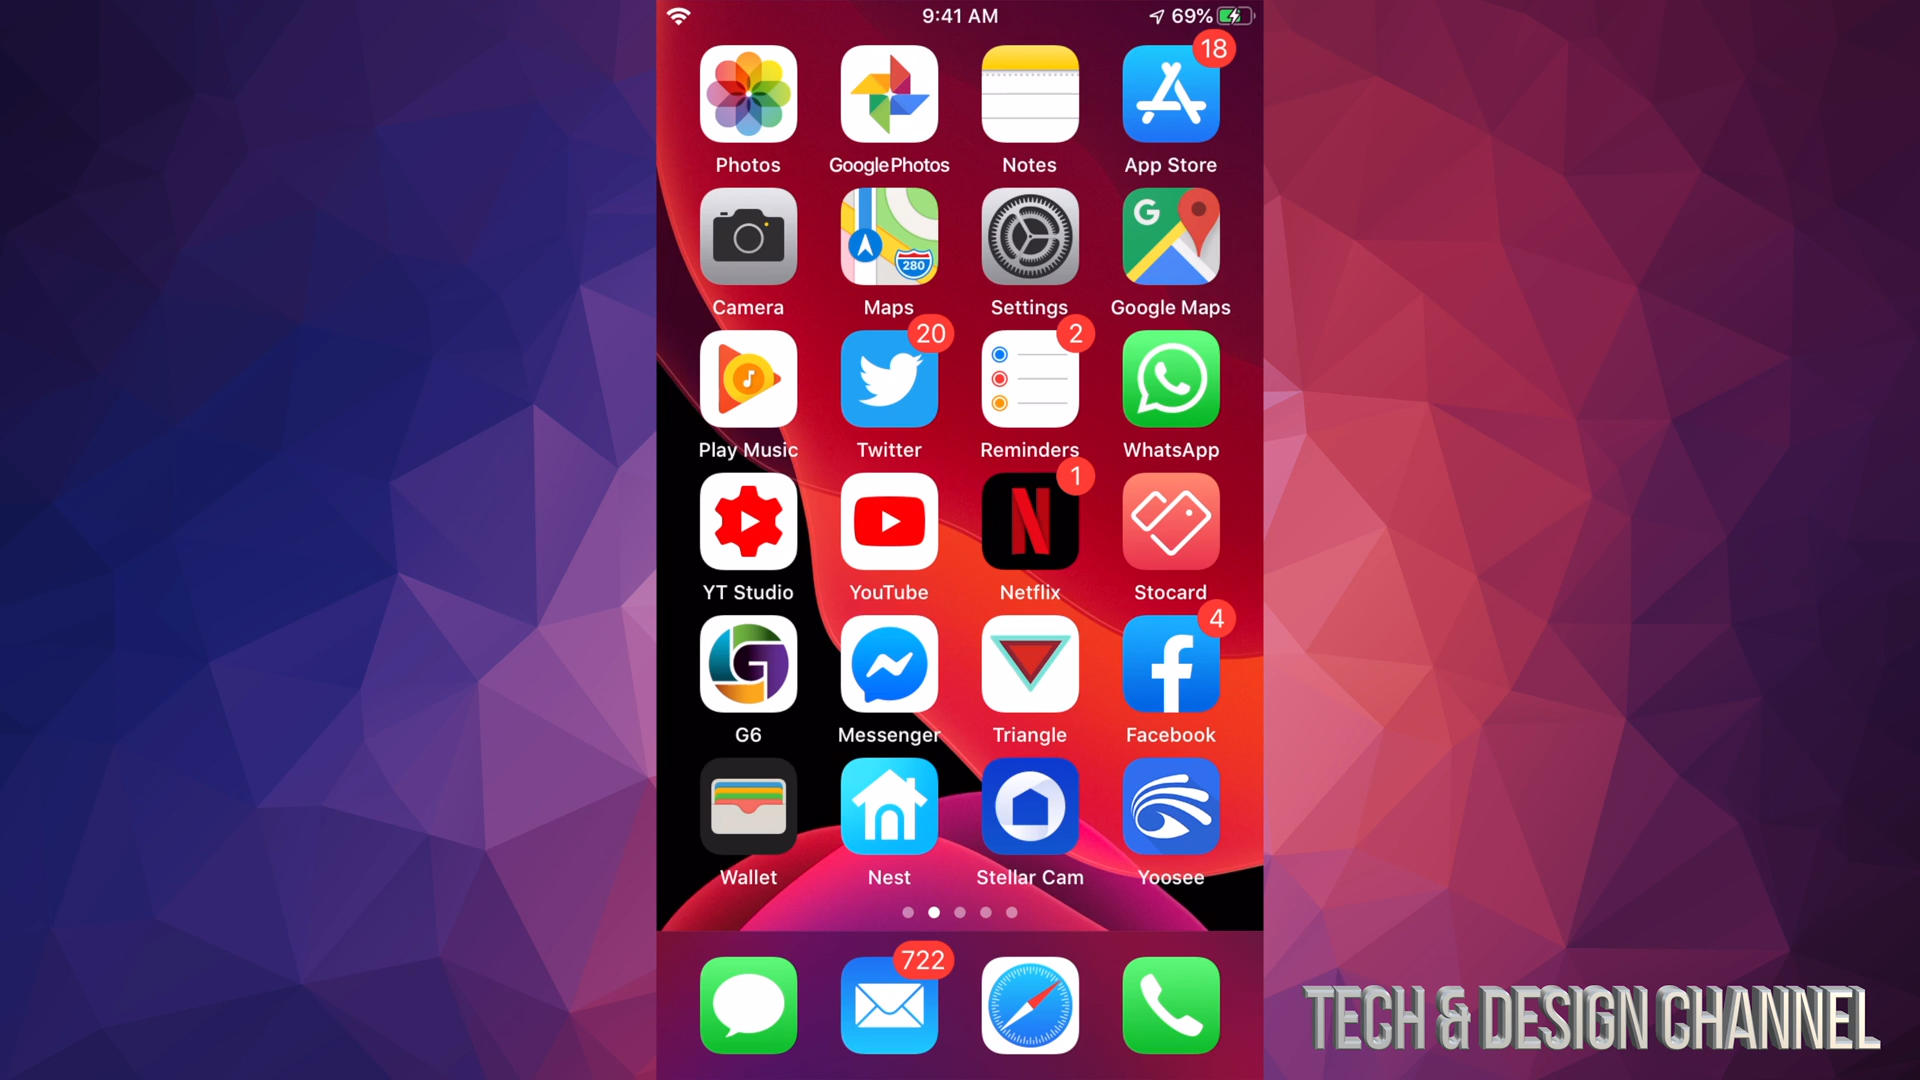 9:41 AM 69%
18
Photos Google Photos Notes App Store
G
280
Camera Maps Settings Google Maps
20 2
Play Music Twitter Reminders WhatsApp
1
YT Studio YouTube Netflix Stocard
4
G
G6 Messenger Triangle Facebook
Wallet Nest Stellar Cam Yoosee
722
TECH & DESIGN CHANNEL